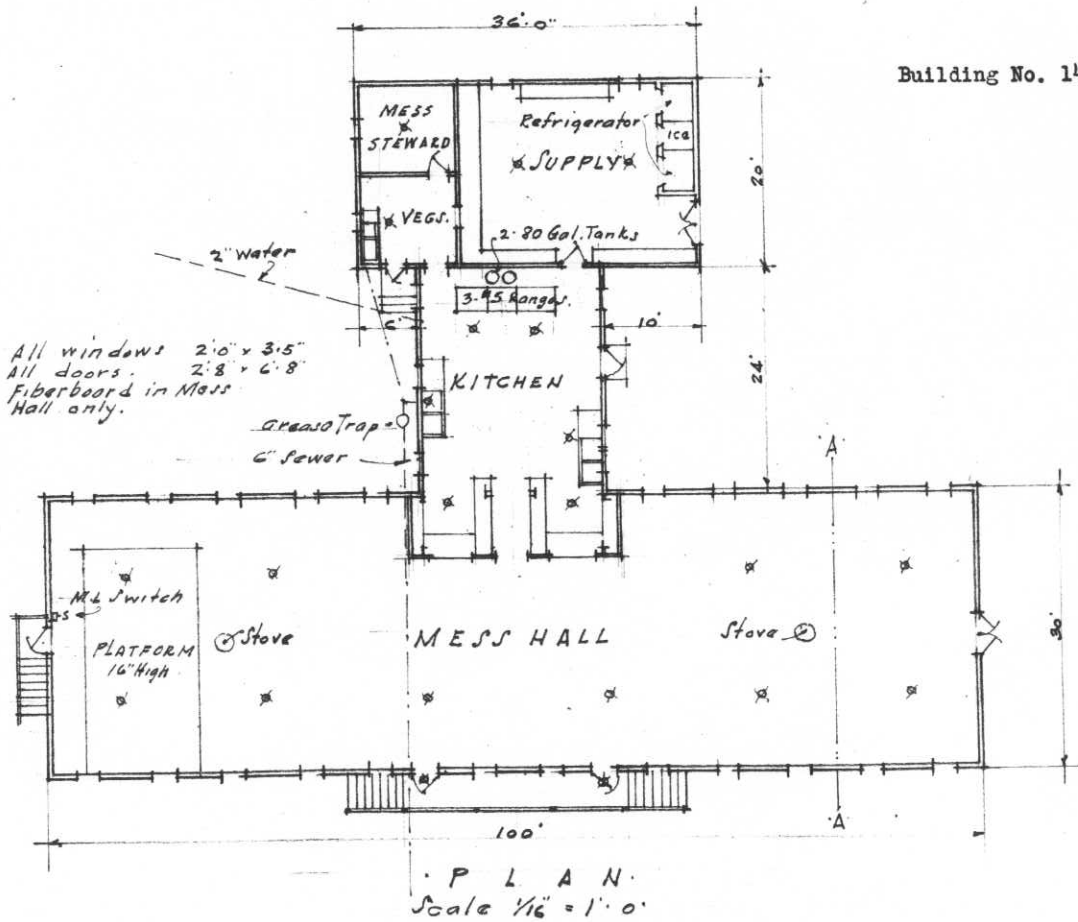 36'-0"
Building No. 1
MESS
STEWARD
Refrigerator
ICE
SUPPLY
20'
VEGS.
2-80 Gal. Tanks
2" Water
3-#5 Ranges.
6'
10'
All windows 2'0" x 3'5"
All doors. 2'8" x 6'8"
Fiberboard in Mess
Hall only.
KITCHEN
24'
Grease Trap
6" Sewer
A
M.L. Switch
S
Stove
MESS HALL
Stove
30'
PLATFORM
16" High
100'
A
· P L A N ·
Scale 1/16" = 1'-0"